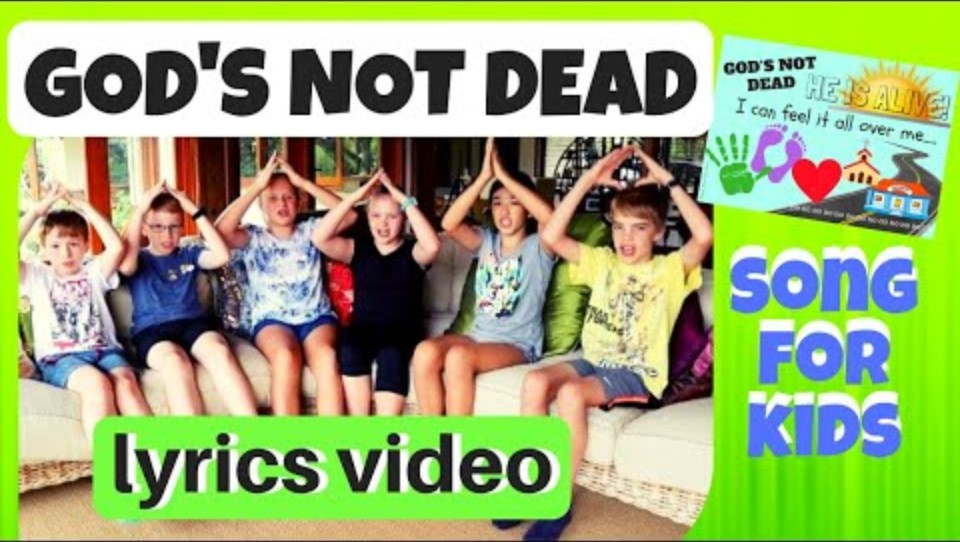 GOD'S NOT DEAD
GOD'S NOT
DEAD
HE IS ALIVE!
I can feel it all over me...
SONG
FOR
KIDS
lyrics video